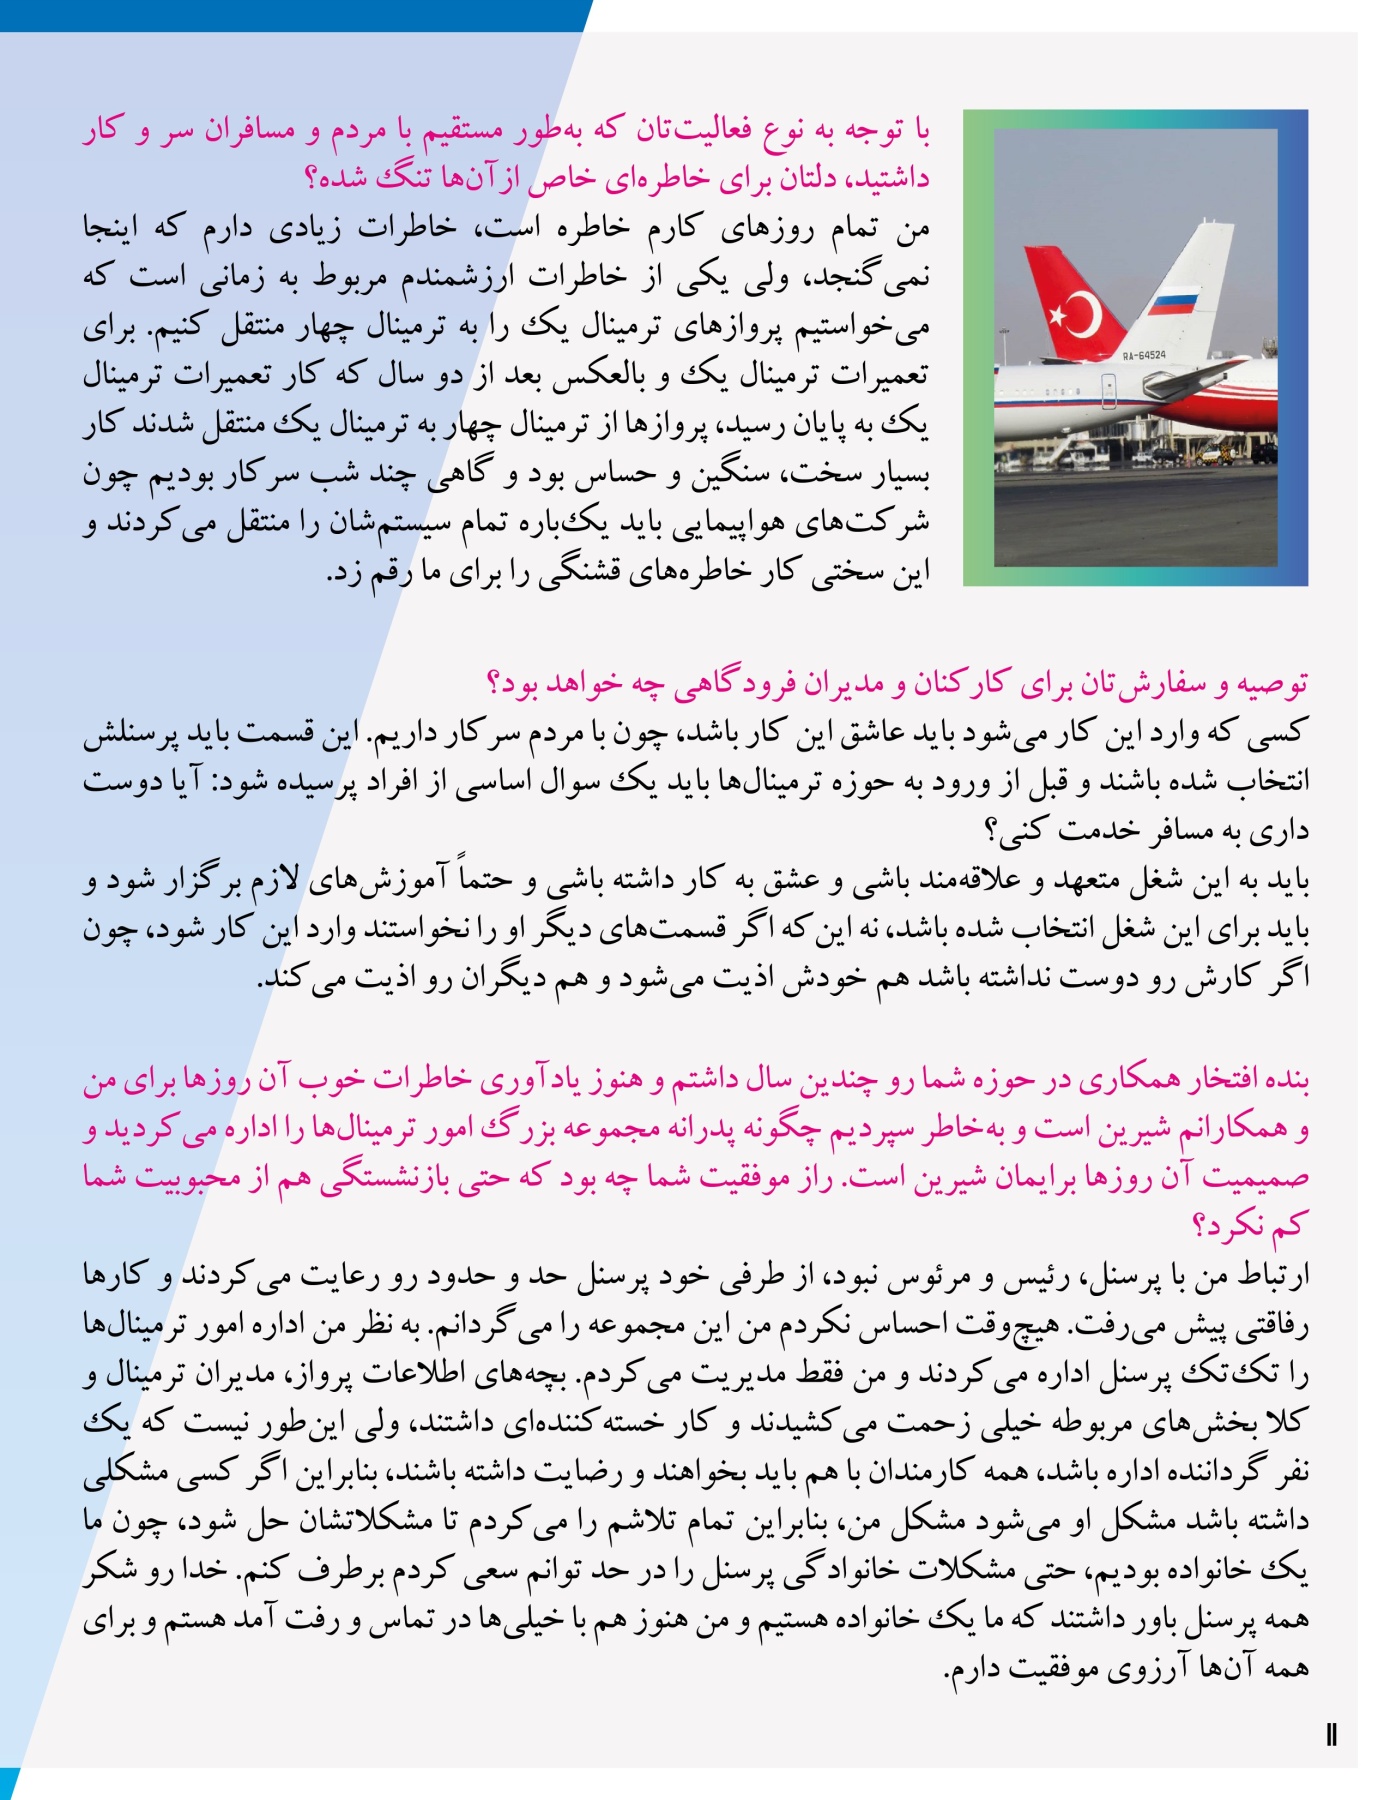 با توجه به نوع فعالیت‌تان که به‌طور مستقیم با مردم و مسافران سر و کار
داشتید، دلتان برای خاطره‌ای خاص از آن‌ها تنگ شده؟
من تمام روزهای کارم خاطره است، خاطرات زیادی دارم که اینجا
نمی‌گنجد، ولی یکی از خاطرات ارزشمندم مربوط به زمانی است که
می‌خواستیم پروازهای ترمینال یک را به ترمینال چهار منتقل کنیم. برای
تعمیرات ترمینال یک و بالعکس بعد از دو سال که کار تعمیرات ترمینال
یک به پایان رسید، پروازها از ترمینال چهار به ترمینال یک منتقل شدند کار
بسیار سخت، سنگین و حساس بود و گاهی چند شب سر کار بودیم چون
شرکت‌های هواپیمایی باید یک‌باره تمام سیستم‌شان را منتقل می‌کردند و
این سختی کار خاطره‌های قشنگی را برای ما رقم زد.
RA-64524
توصیه و سفارش‌تان برای کارکنان و مدیران فرودگاهی چه خواهد بود؟
کسی که وارد این کار می‌شود باید عاشق این کار باشد، چون با مردم سر کار داریم. این قسمت باید پرسنلش
انتخاب شده باشند و قبل از ورود به حوزه ترمینال‌ها باید یک سوال اساسی از افراد پرسیده شود: آیا دوست
داری به مسافر خدمت کنی؟
باید به این شغل متعهد و علاقه‌مند باشی و عشق به کار داشته باشی و حتماً آموزش‌های لازم برگزار شود و
باید برای این شغل انتخاب شده باشد، نه این‌که اگر قسمت‌های دیگر او را نخواستند وارد این کار شود، چون
اگر کارش رو دوست نداشته باشد هم خودش اذیت می‌شود و هم دیگران رو اذیت می‌کند.
بنده افتخار همکاری در حوزه شما رو چندین سال داشتم و هنوز یادآوری خاطرات خوب آن روزها برای من
و همکارانم شیرین است و به‌خاطر سپردیم چگونه پدرانه مجموعه بزرگ امور ترمینال‌ها را اداره می‌کردید و
صمیمیت آن روزها برایمان شیرین است. راز موفقیت شما چه بود که حتی بازنشستگی هم از محبوبیت شما
کم نکرد؟
ارتباط من با پرسنل، رئیس و مرئوس نبود، از طرفی خود پرسنل حد و حدود رو رعایت می‌کردند و کارها
رفاقتی پیش می‌رفت. هیچ‌وقت احساس نکردم من این مجموعه را می‌گردانم. به نظر من اداره امور ترمینال‌ها
را تک‌تک پرسنل اداره می‌کردند و من فقط مدیریت می‌کردم. بچه‌های اطلاعات پرواز، مدیران ترمینال و
کلا بخش‌های مربوطه خیلی زحمت می‌کشیدند و کار خسته‌کننده‌ای داشتند، ولی این‌طور نیست که یک
نفر گرداننده اداره باشد، همه کارمندان با هم باید بخواهند و رضایت داشته باشند، بنابراین اگر کسی مشکلی
داشته باشد مشکل او می‌شود مشکل من، بنابراین تمام تلاشم را می‌کردم تا مشکلاتشان حل شود، چون ما
یک خانواده بودیم، حتی مشکلات خانوادگی پرسنل را در حد توانم سعی کردم برطرف کنم. خدا رو شکر
همه پرسنل باور داشتند که ما یک خانواده هستیم و من هنوز هم با خیلی‌ها در تماس و رفت آمد هستم و برای
همه آن‌ها آرزوی موفقیت دارم.